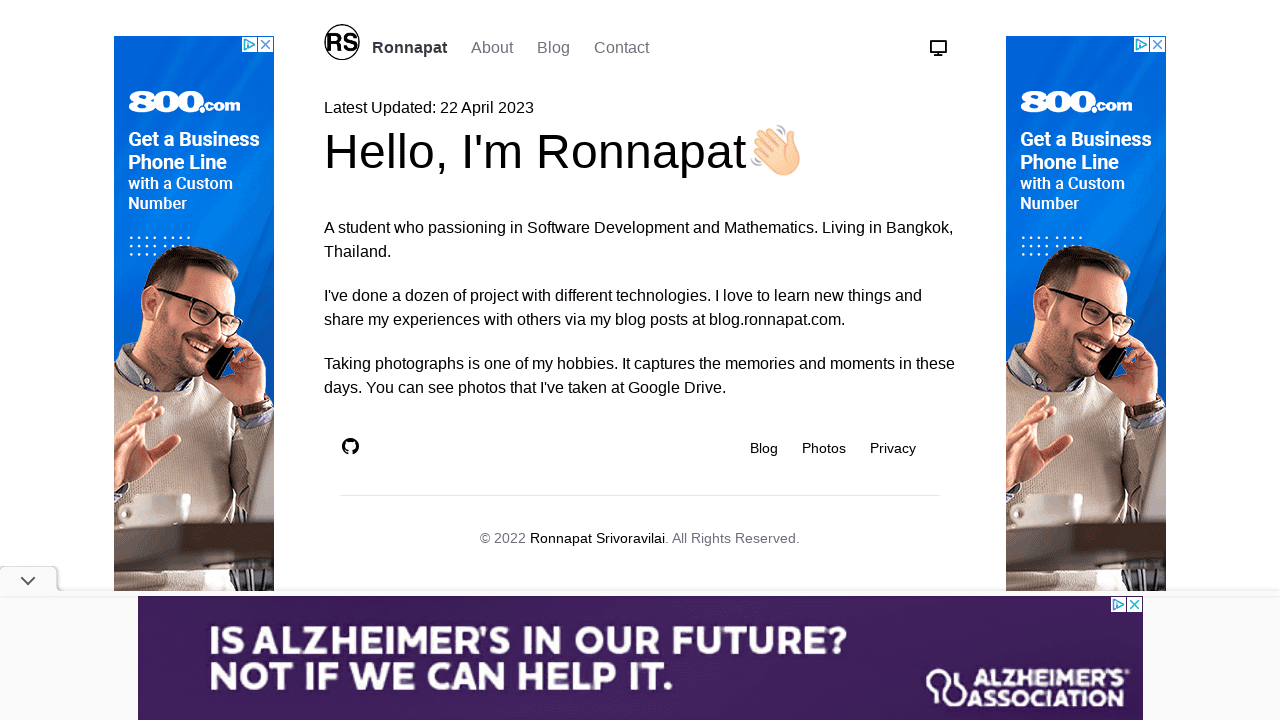 RS Ronnapat About Blog Contact
Latest Updated: 22 April 2023
Hello, I'm Ronnapat
A student who passioning in Software Development and Mathematics. Living in Bangkok,
Thailand.
I've done a dozen of project with different technologies. I love to learn new things and
share my experiences with others via my blog posts at blog.ronnapat.com.
Taking photographs is one of my hobbies. It captures the memories and moments in these
days. You can see photos that I've taken at Google Drive.
Blog Photos Privacy
© 2022 Ronnapat Srivoravilai. All Rights Reserved.
800.com
Get a Business
Phone Line
with a Custom
Number
800.com
Get a Business
Phone Line
with a Custom
Number
IS ALZHEIMER'S IN OUR FUTURE?
NOT IF WE CAN HELP IT.
ALZHEIMER'S
ASSOCIATION